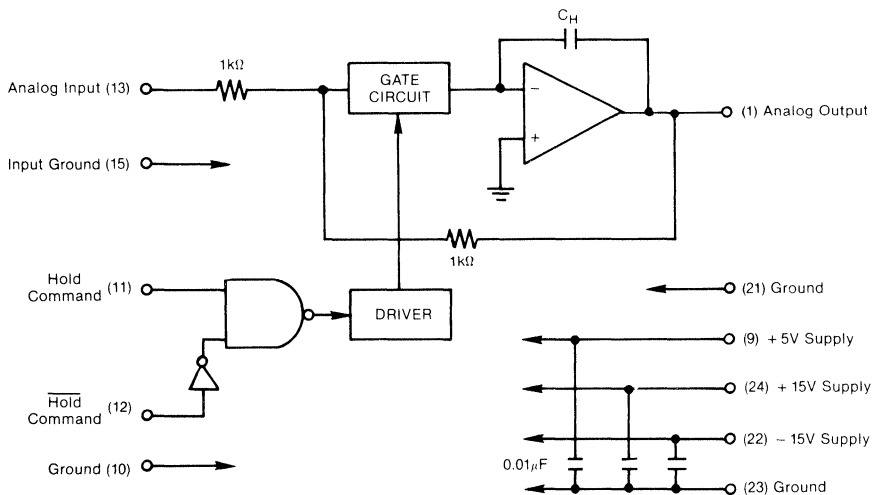 C_H
1kΩ
Analog Input (13)
GATE
CIRCUIT
−
+
(1) Analog Output
Input Ground (15)
1kΩ
Hold
Command (11)
DRIVER
(21) Ground
(9) + 5V Supply
(24) + 15V Supply
H̅o̅l̅d̅
Command (12)
(22) − 15V Supply
0.01μF
Ground (10)
(23) Ground